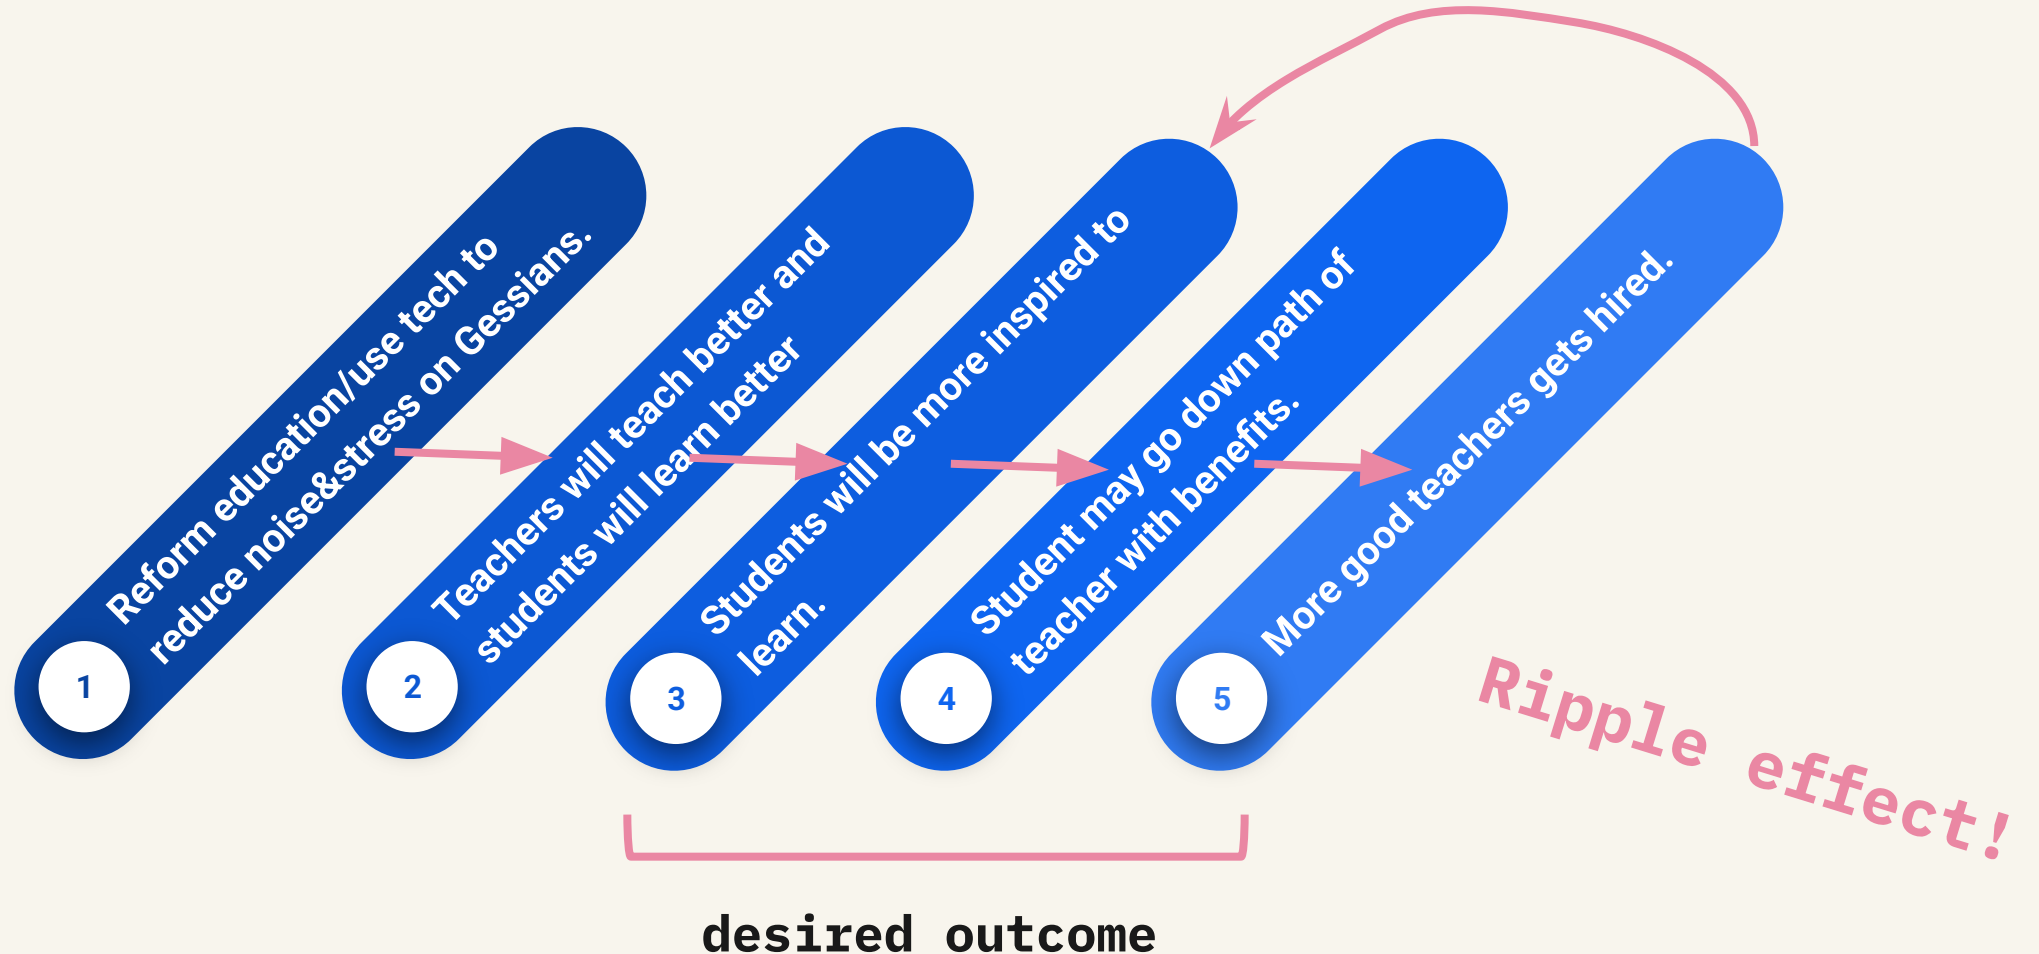 Reform education/use tech to
reduce noise&stress on Gessians.
1
Teachers will teach better and
students will learn better
2
Students will be more inspired to
learn.
3
Student may go down path of
teacher with benefits.
4
More good teachers gets hired.
5
Ripple effect!
desired outcome